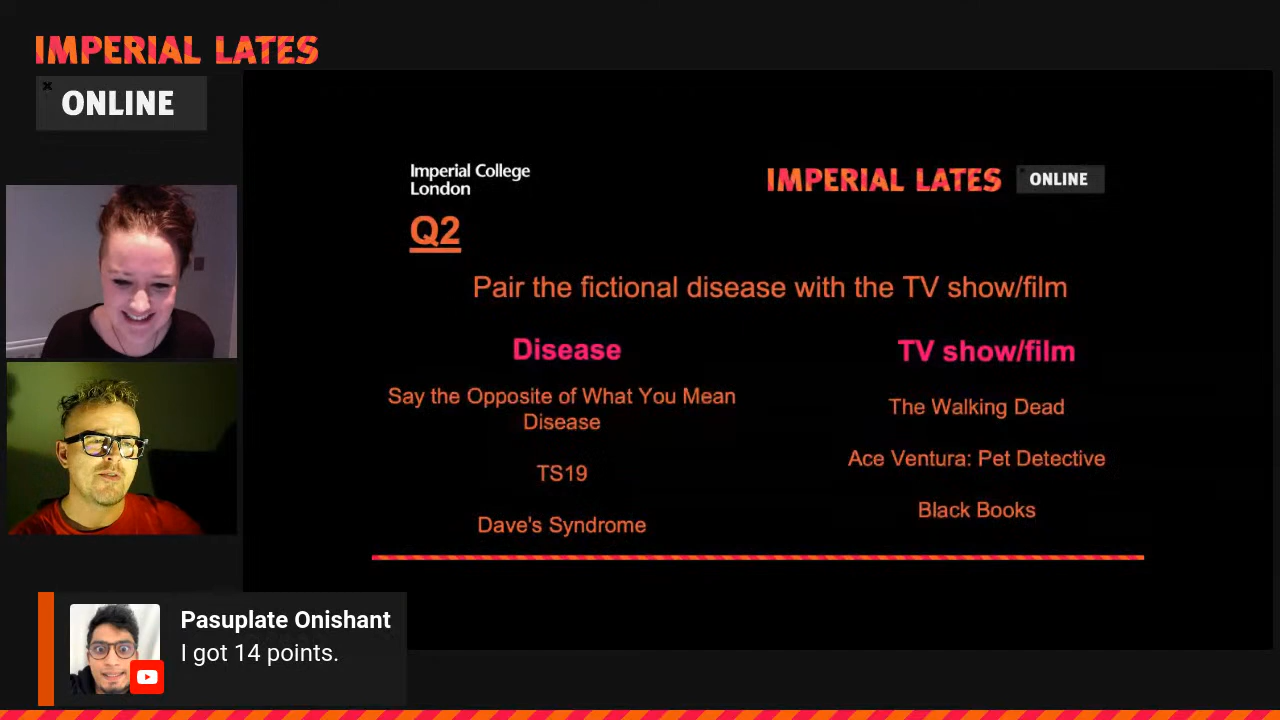 IMPERIAL LATES
ONLINE
Imperial College
London
IMPERIAL LATES ONLINE
Q2
Pair the fictional disease with the TV show/film
Disease
TV show/film
Say the Opposite of What You Mean
Disease
The Walking Dead
TS19
Ace Ventura: Pet Detective
Dave's Syndrome
Black Books
Pasuplate Onishant
I got 14 points.